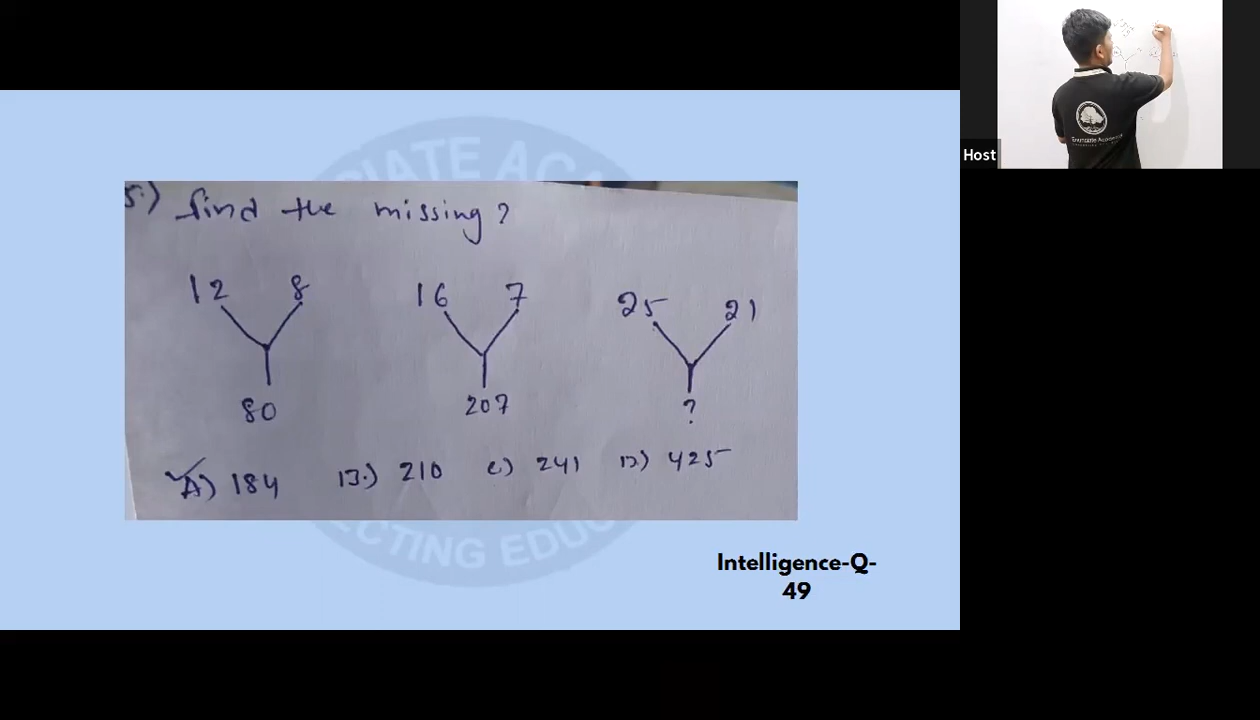 5.) find the missing?
12 8
80
16 7
207
25 21
?
A) 184 B.) 210 C) 241 D) 425
Intelligence-Q-
49
Host